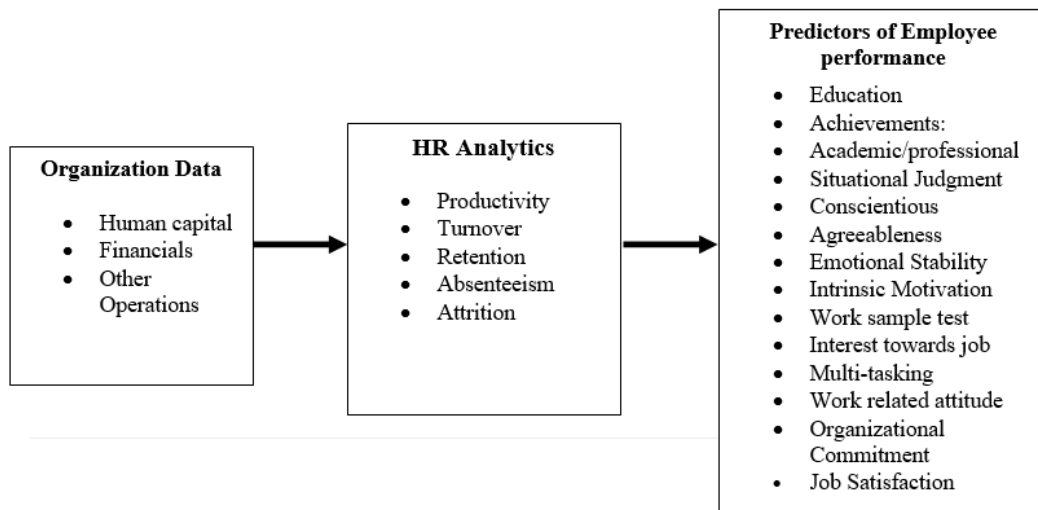 Organization Data
• Human capital
• Financials
• Other
Operations
HR Analytics
• Productivity
• Turnover
• Retention
• Absenteeism
• Attrition
Predictors of Employee
performance
• Education
• Achievements:
• Academic/professional
• Situational Judgment
• Conscientious
• Agreeableness
• Emotional Stability
• Intrinsic Motivation
• Work sample test
• Interest towards job
• Multi-tasking
• Work related attitude
• Organizational
Commitment
• Job Satisfaction